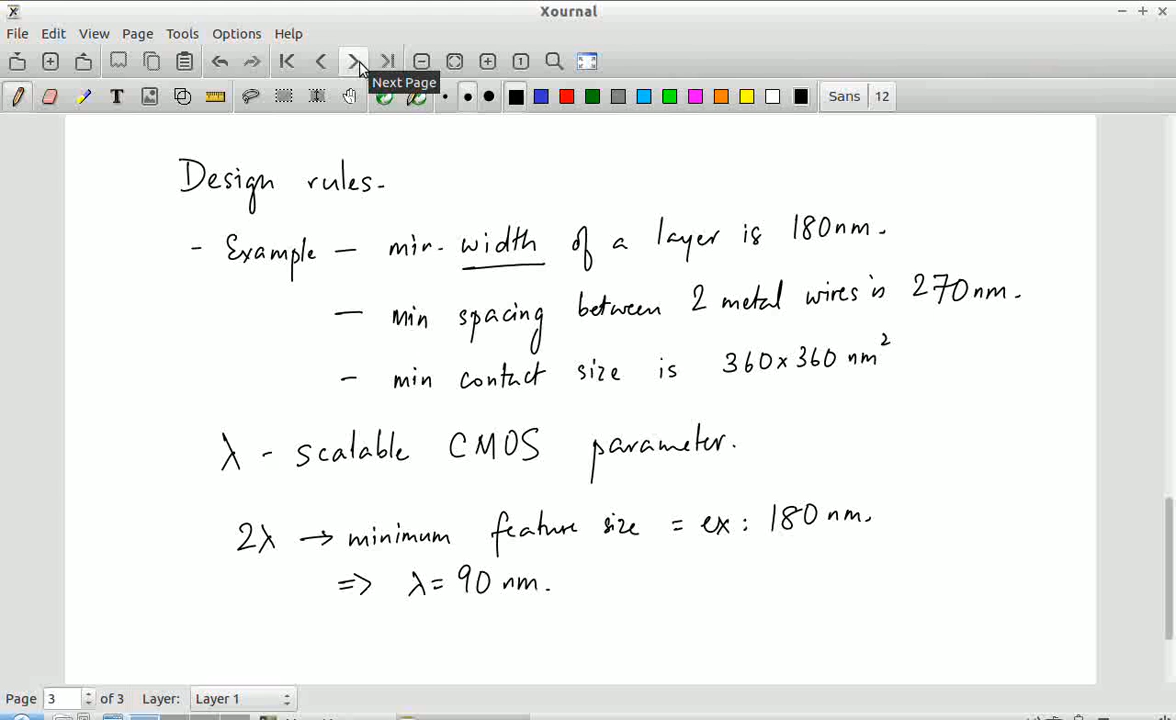 Xournal
File Edit View Page Tools Options Help
Next Page
Sans 12
Design rules.
- Example - min. width of a layer is 180nm.
- min spacing between 2 metal wires is 270nm.
- min contact size is 360x360 nm²
λ - scalable CMOS parameter.
2λ → minimum feature size = ex: 180 nm.
=> λ = 90 nm.
Page 3 of 3 Layer: Layer 1